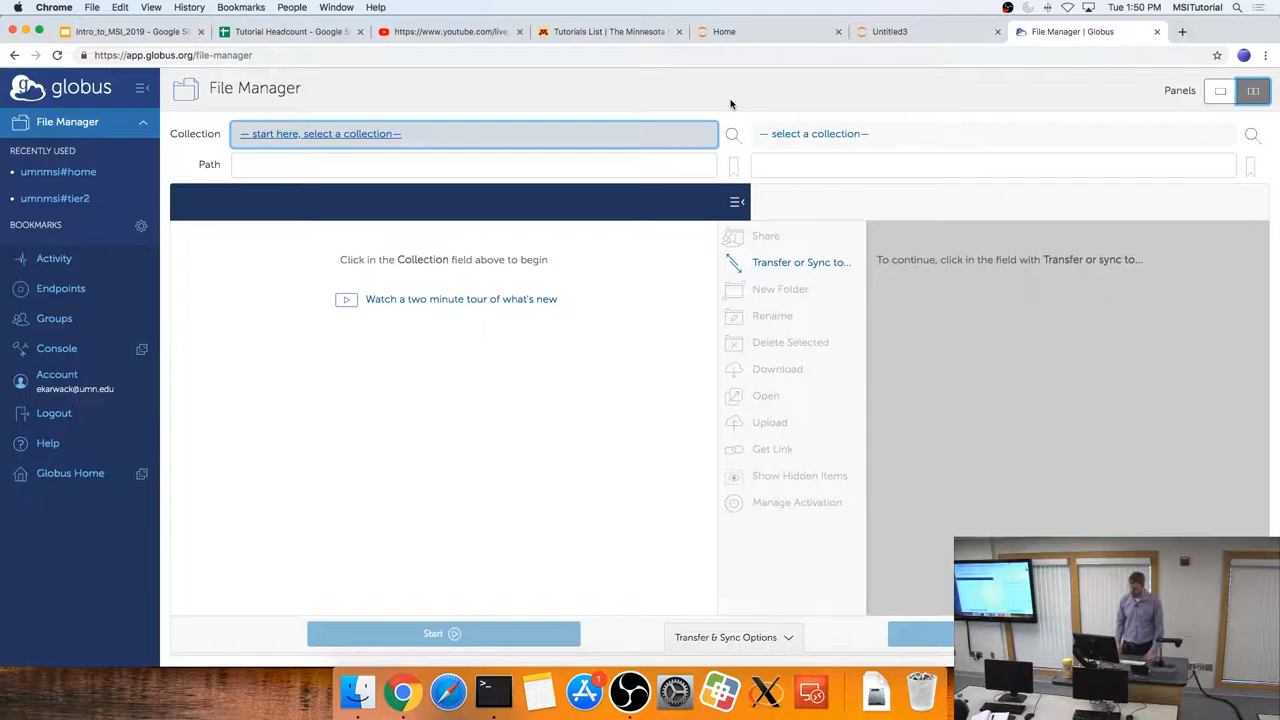 Chrome File Edit View History Bookmarks People Window Help
Tue 1:50 PM MSITutorial
Intro_to_MSI_2019 - Google Sli
Tutorial Headcount - Google S
https://www.youtube.com/live_
Tutorials List | The Minnesota
Home
Untitled3
File Manager | Globus
https://app.globus.org/file-manager
globus
File Manager
Panels
File Manager
Collection
— start here, select a collection—
— select a collection—
RECENTLY USED
Path
umnmsi#home
umnmsi#tier2
BOOKMARKS
Share
Activity
Click in the Collection field above to begin
Transfer or Sync to...
To continue, click in the field with Transfer or sync to...
Endpoints
Watch a two minute tour of what's new
New Folder
Groups
Rename
Console
Delete Selected
Account
ekarwack@umn.edu
Download
Open
Logout
Upload
Help
Get Link
Globus Home
Show Hidden Items
Manage Activation
Start
Transfer & Sync Options
1